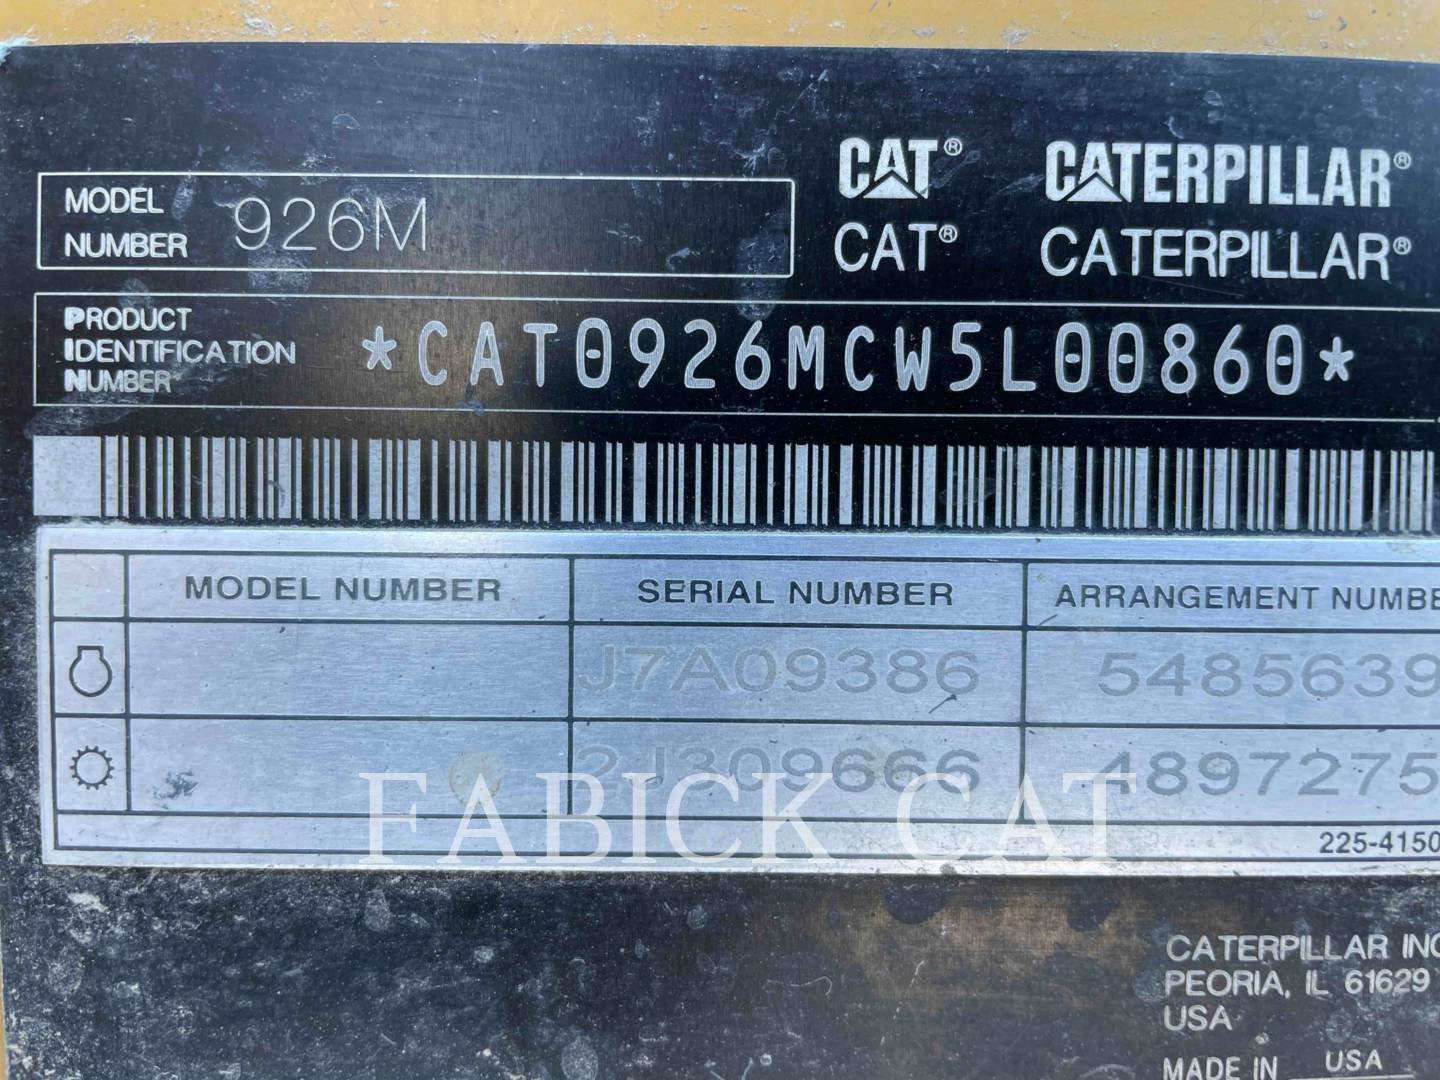 CAT® CATERPILLAR®
CAT® CATERPILLAR®
MODEL
NUMBER 926M
PRODUCT
IDENTIFICATION
NUMBER *CAT0926MCW5L00860*
MODEL NUMBER SERIAL NUMBER ARRANGEMENT NUMBE
J7A09386 5485639
2J309666 4897275
FABICK CAT
225-4150
CATERPILLAR INC
PEORIA, IL 61629
USA
MADE IN USA